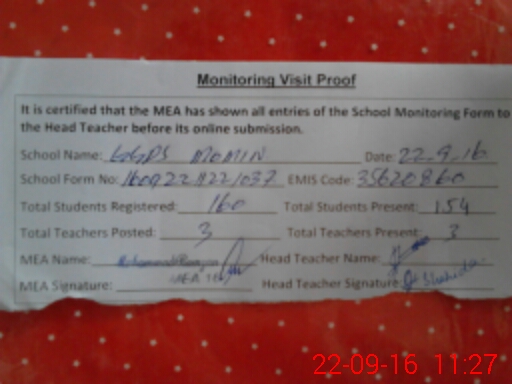 Monitoring Visit Proof
It is certified that the MEA has shown all entries of the School Monitoring Form to
the Head Teacher before its online submission.
School Name: GGPS MOMIN Date: 22.9.16
School Form No: EMIS Code: 35620860
Total Students Registered: 160 Total Students Present: 154
Total Teachers Posted: 3 Total Teachers Present: 3
MEA Name: Head Teacher Name:
MEA Signature: MEA Head Teacher Signature: Shahida
22-09-16 11:27